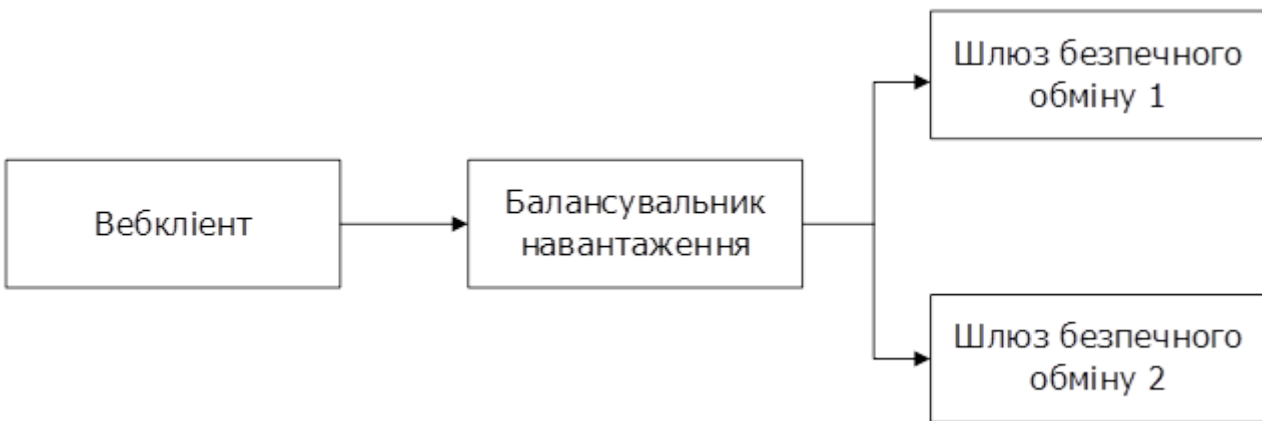 Вебклієнт
Балансувальник
навантаження
Шлюз безпечного
обміну 1
Шлюз безпечного
обміну 2